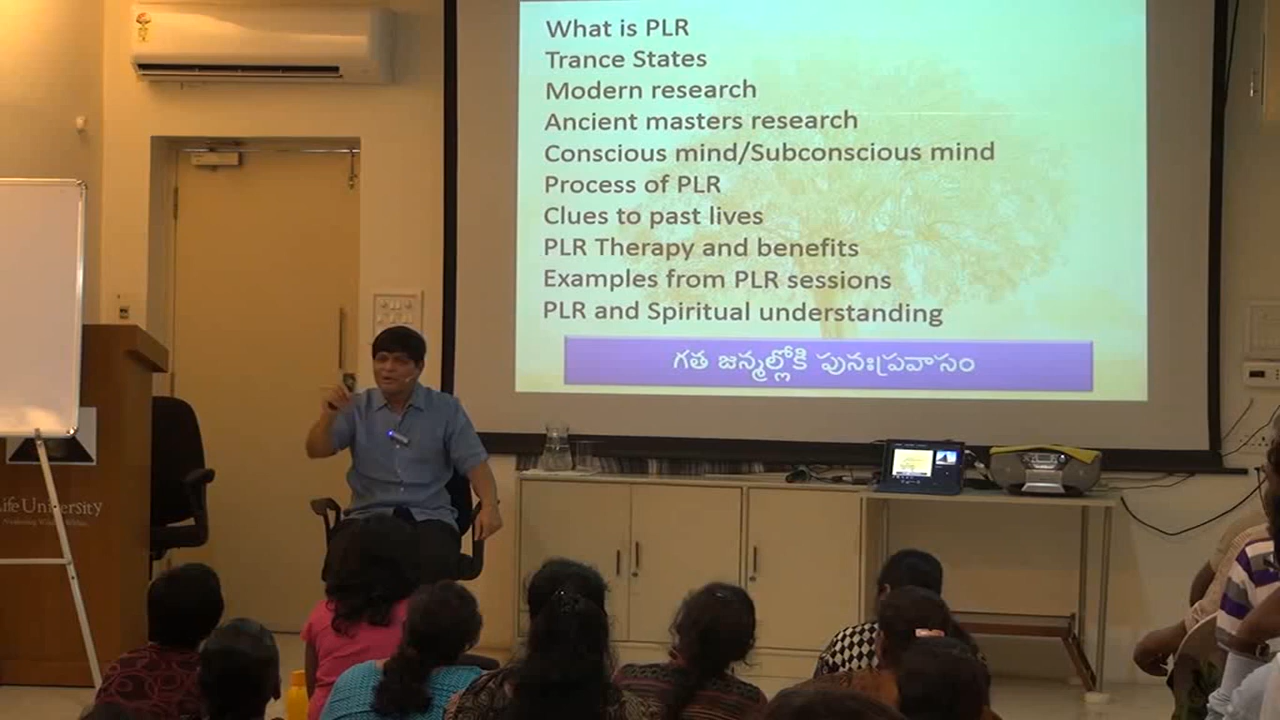 What is PLR
Trance States
Modern research
Ancient masters research
Conscious mind/Subconscious mind
Process of PLR
Clues to past lives
PLR Therapy and benefits
Examples from PLR sessions
PLR and Spiritual understanding
గత జన్మల్లోకి పునఃప్రవాసం
Life University